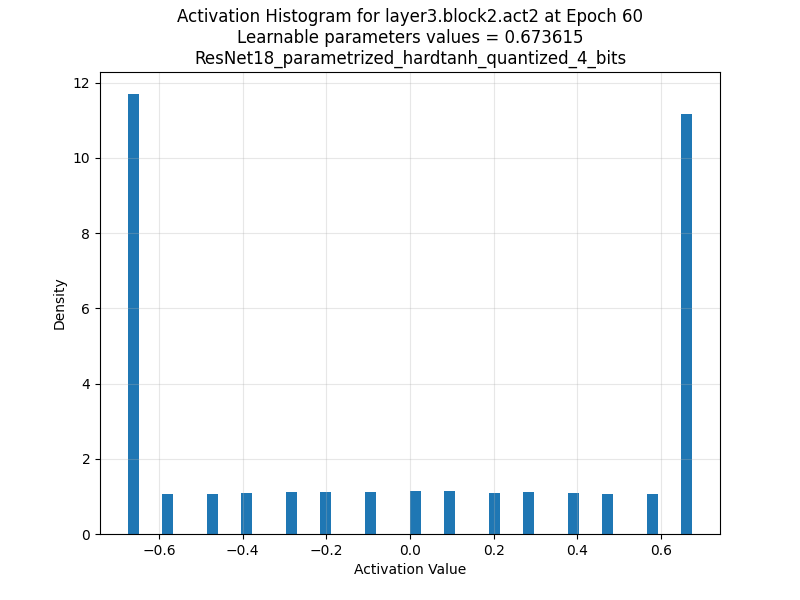 Activation Histogram for layer3.block2.act2 at Epoch 60
Learnable parameters values = 0.673615
ResNet18_parametrized_hardtanh_quantized_4_bits
12
10
8
6
4
2
0
Density
−0.6 −0.4 −0.2 0.0 0.2 0.4 0.6
Activation Value